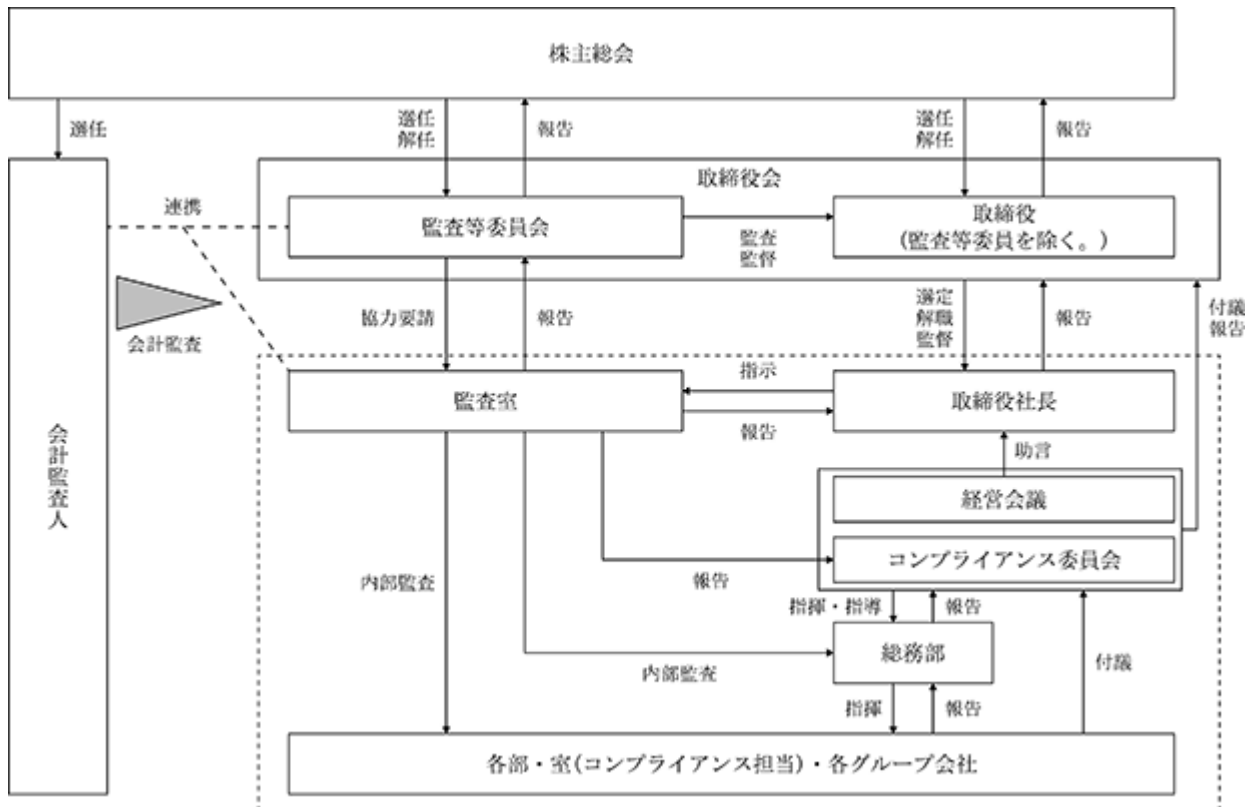 株主総会
選任
選任
解任
報告
選任
解任
報告
取締役会
連携
監査等委員会
監査
監督
取締役
(監査等委員を除く。)
会計監査
協力要請
報告
選定
解職
監督
報告
付議
報告
監査室
指示
報告
取締役社長
助言
経営会議
コンプライアンス委員会
会計監査人
内部監査
報告
指揮・指導
報告
内部監査
総務部
付議
指揮
報告
各部・室(コンプライアンス担当)・各グループ会社